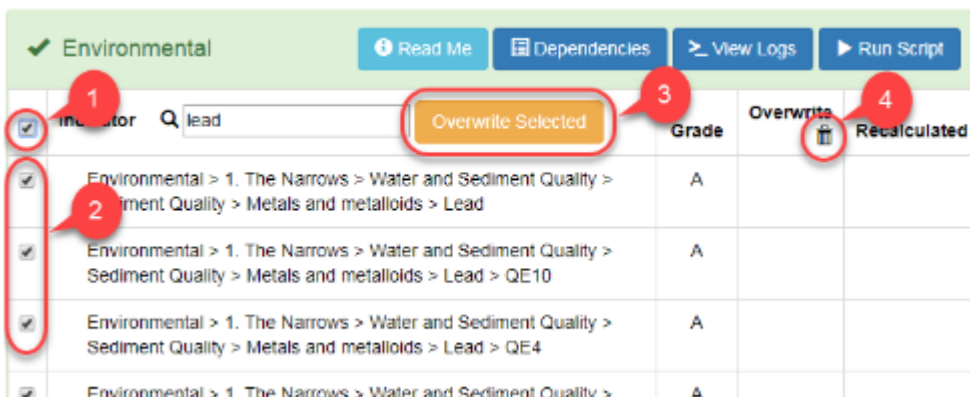 Environmental
Read Me
Dependencies
View Logs
Run Script
1
3
4
lead
Overwrite Selected
Grade
Overwrite
Recalculated
Environmental > 1. The Narrows > Water and Sediment Quality >
A
2
Quality > Metals and metalloids > Lead
Environmental > 1. The Narrows > Water and Sediment Quality >
A
Sediment Quality > Metals and metalloids > Lead > QE10
Environmental > 1. The Narrows > Water and Sediment Quality >
A
Sediment Quality > Metals and metalloids > Lead > QE4
Environmental > 1. The Narrows > Water and Sediment Quality >
A